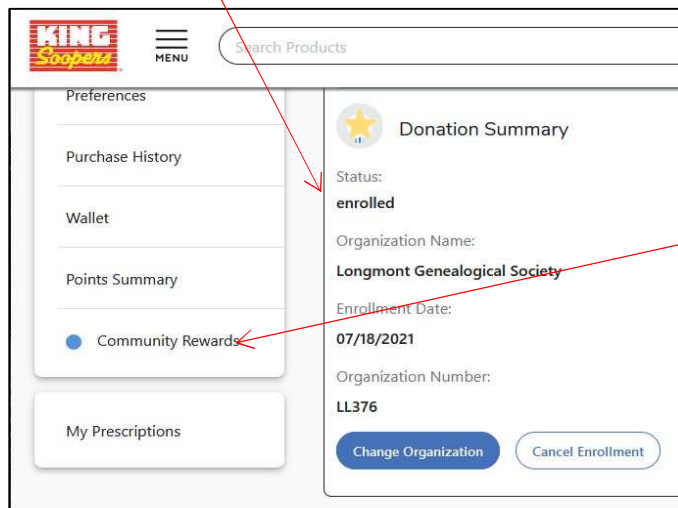 KING
Soopers
MENU
Search Products
Preferences
Purchase History
Wallet
Points Summary
Community Rewards
My Prescriptions
Donation Summary
Status:
enrolled
Organization Name:
Longmont Genealogical Society
Enrollment Date:
07/18/2021
Organization Number:
LL376
Change Organization
Cancel Enrollment